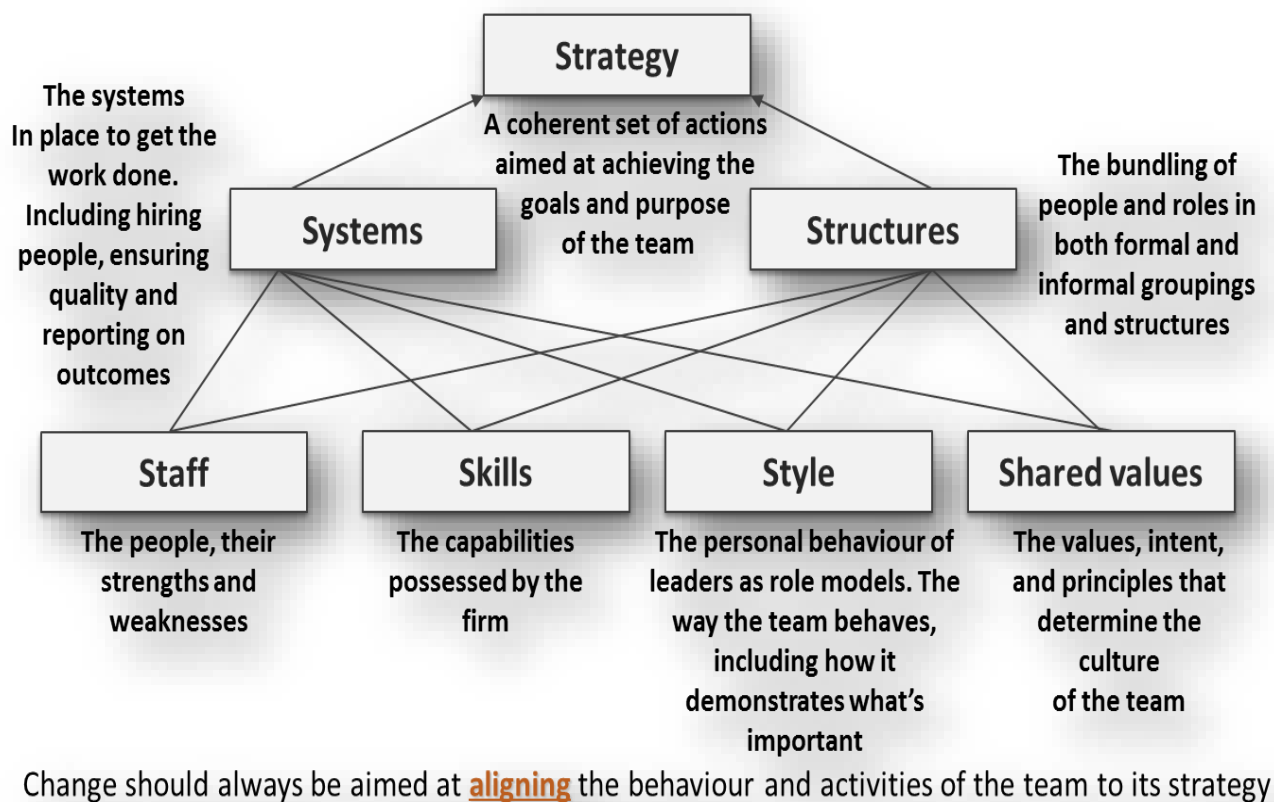 Strategy
A coherent set of actions
aimed at achieving the
goals and purpose
of the team
The systems
In place to get the
work done.
Including hiring
people, ensuring
quality and
reporting on
outcomes
Systems
Structures
The bundling of
people and roles in
both formal and
informal groupings
and structures
Staff
The people, their
strengths and
weaknesses
Skills
The capabilities
possessed by the
firm
Style
The personal behaviour of
leaders as role models. The
way the team behaves,
including how it
demonstrates what's
important
Shared values
The values, intent,
and principles that
determine the
culture
of the team
Change should always be aimed at aligning the behaviour and activities of the team to its strategy